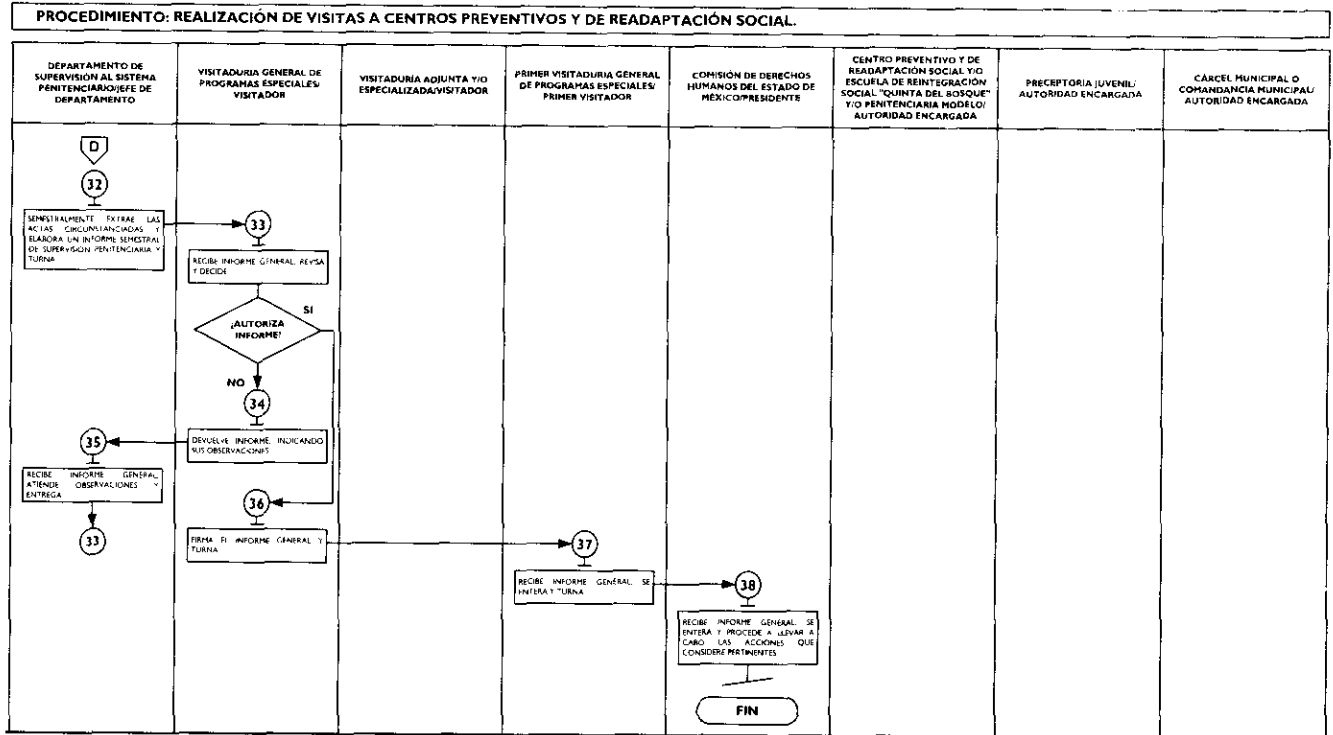 PROCEDIMIENTO: REALIZACIÓN DE VISITAS A CENTROS PREVENTIVOS Y DE READAPTACIÓN SOCIAL.
DEPARTAMENTO DE
SUPERVISIÓN AL SISTEMA
PENITENCIARIO/JEFE DE
DEPARTAMENTO
VISITADURIA GENERAL DE
PROGRAMAS ESPECIALES/
VISITADOR
VISITADURÍA ADJUNTA Y/O
ESPECIALIZADA/VISITADOR
PRIMER VISITADURIA GENERAL
DE PROGRAMAS ESPECIALES/
PRIMER VISITADOR
COMISIÓN DE DERECHOS
HUMANOS DEL ESTADO DE
MÉXICO/PRESIDENTE
CENTRO PREVENTIVO Y DE
READAPTACIÓN SOCIAL Y/O
ESCUELA DE REINTEGRACIÓN
SOCIAL "QUINTA DEL BOSQUE"
Y/O PENITENCIARIA MODELO/
AUTORIDAD ENCARGADA
PRECEPTORIA JUVENIL/
AUTORIDAD ENCARGADA
CÁRCEL MUNICIPAL O
COMANDANCIA MUNICIPAL/
AUTORIDAD ENCARGADA
D
32
SEMESTRALMENTE EXTRAE LAS
ACTAS CIRCUNSTANCIADAS Y
ELABORA UN INFORME SEMESTRAL
DE SUPERVISIÓN PENITENCIARIA Y
TURNA
33
RECIBE INFORME GENERAL, REVISA
Y DECIDE
¿AUTORIZA
INFORME?
SI
NO
34
DEVUELVE INFORME, INDICANDO
SUS OBSERVACIONES
35
RECIBE INFORME GENERAL,
ATIENDE OBSERVACIONES Y
ENTREGA
33
36
FIRMA EL INFORME GENERAL Y
TURNA
37
RECIBE INFORME GENERAL, SE
ENTERA Y TURNA
38
RECIBE INFORME GENERAL, SE
ENTERA Y PROCEDE A LLEVAR A
CABO LAS ACCIONES QUE
CONSIDERE PERTINENTES
FIN